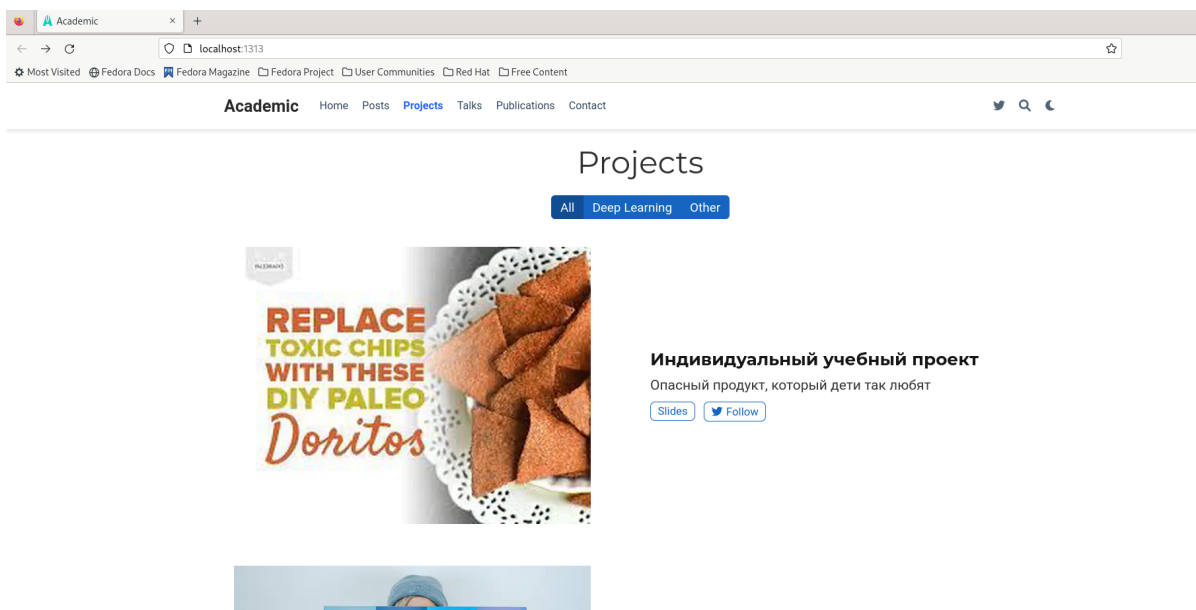 Academic
localhost:1313
Most Visited Fedora Docs Fedora Magazine Fedora Project User Communities Red Hat Free Content
Academic Home Posts Projects Talks Publications Contact
Projects
All Deep Learning Other
REPLACE
TOXIC CHIPS
WITH THESE
DIY PALEO
Doritos
Индивидуальный учебный проект
Опасный продукт, который дети так любят
Slides Follow